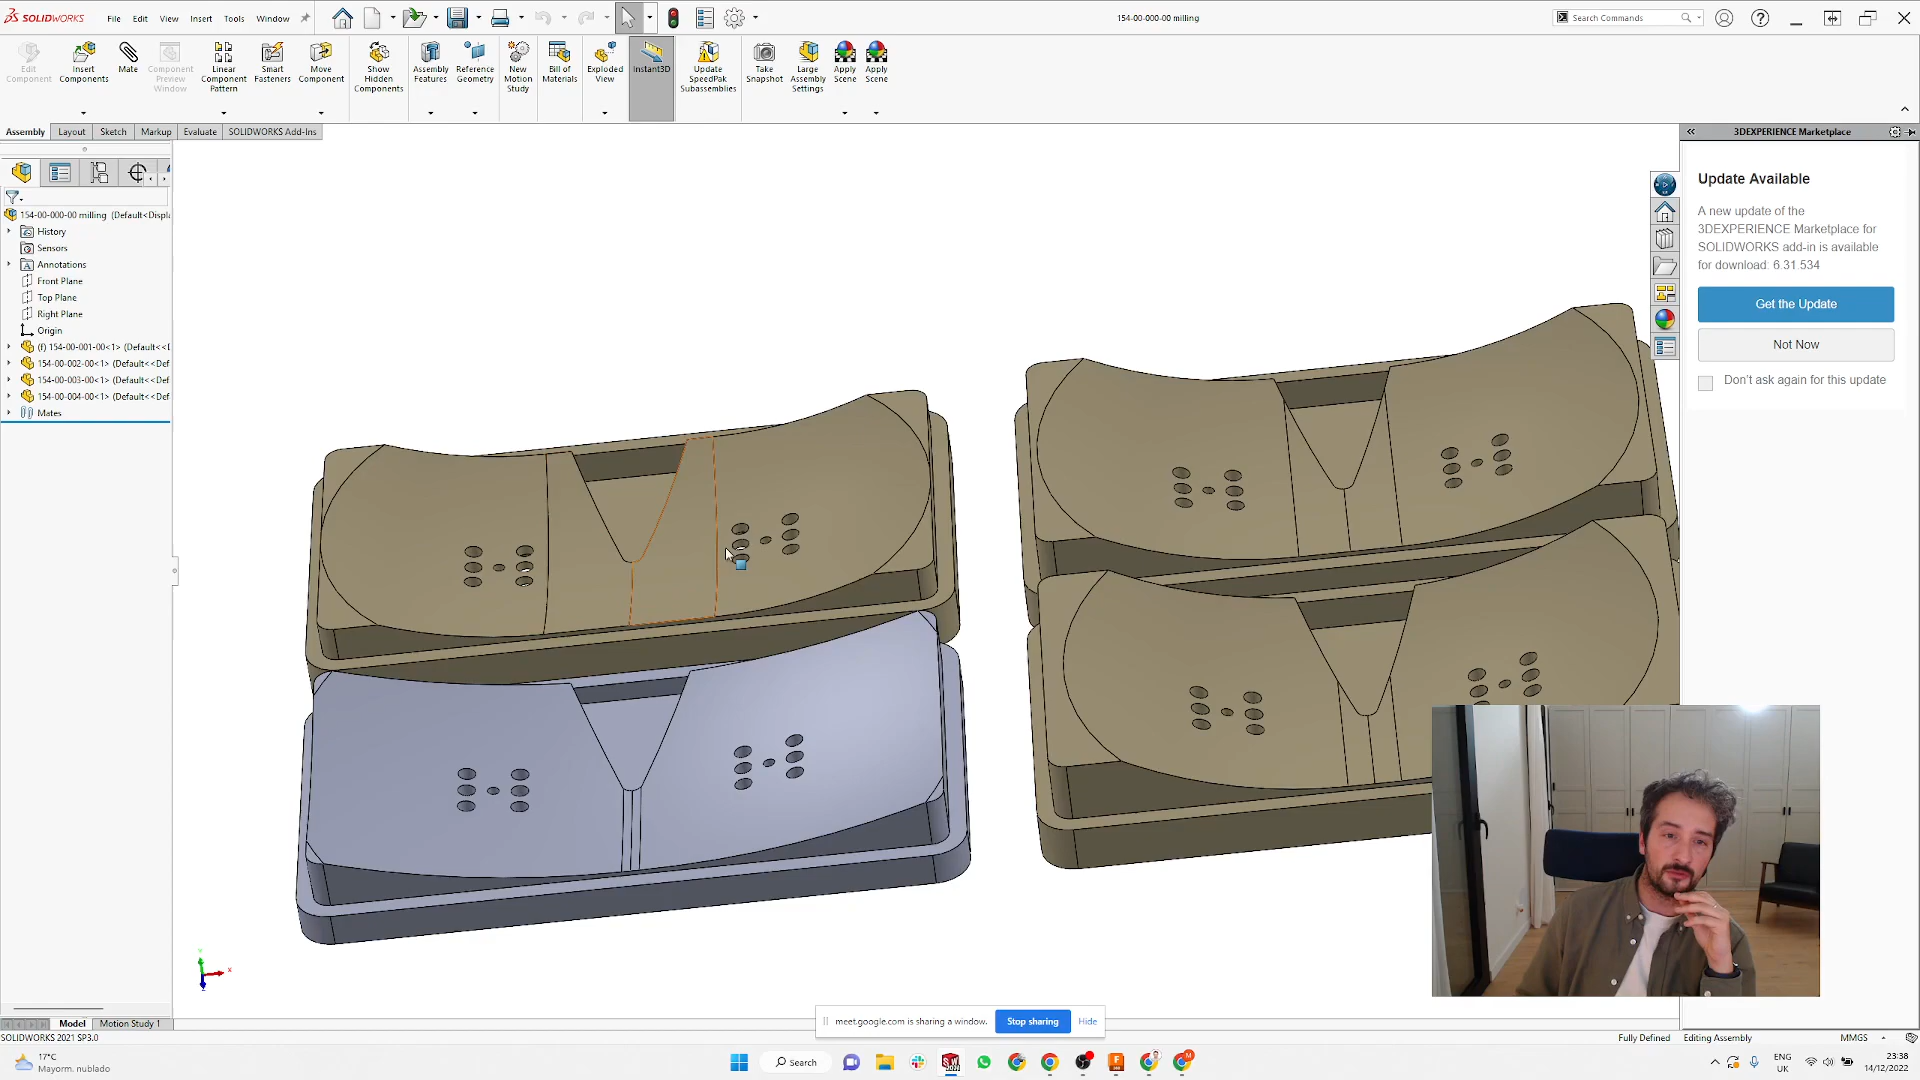 SOLIDWORKS
File Edit View Insert Tools Window
154-00-000-00 milling
Search Commands
Edit Component
Insert Components
Mate
Component Preview Window
Linear Component Pattern
Smart Fasteners
Move Component
Show Hidden Components
Assembly Features
Reference Geometry
New Motion Study
Bill of Materials
Exploded View
Instant3D
Update SpeedPak Subassemblies
Take Snapshot
Large Assembly Settings
Apply Scene
Apply Scene
Assembly Layout Sketch Markup Evaluate SOLIDWORKS Add-Ins
3DEXPERIENCE Marketplace
154-00-000-00 milling (Default<Displ
History
Sensors
Annotations
Front Plane
Top Plane
Right Plane
Origin
(f) 154-00-001-00<1> (Default<<D
154-00-002-00<1> (Default<<Def
154-00-003-00<1> (Default<<Def
154-00-004-00<1> (Default<<Def
Mates
Update Available
A new update of the
3DEXPERIENCE Marketplace for
SOLIDWORKS add-in is available
for download: 6.31.534
Get the Update
Not Now
Don't ask again for this update
Model Motion Study 1
meet.google.com is sharing a window. Stop sharing Hide
SOLIDWORKS 2021 SP3.0
Fully Defined Editing Assembly MMGS
17°C
Mayorm. nublado
Search
ENG
UK
23:38
14/12/2022